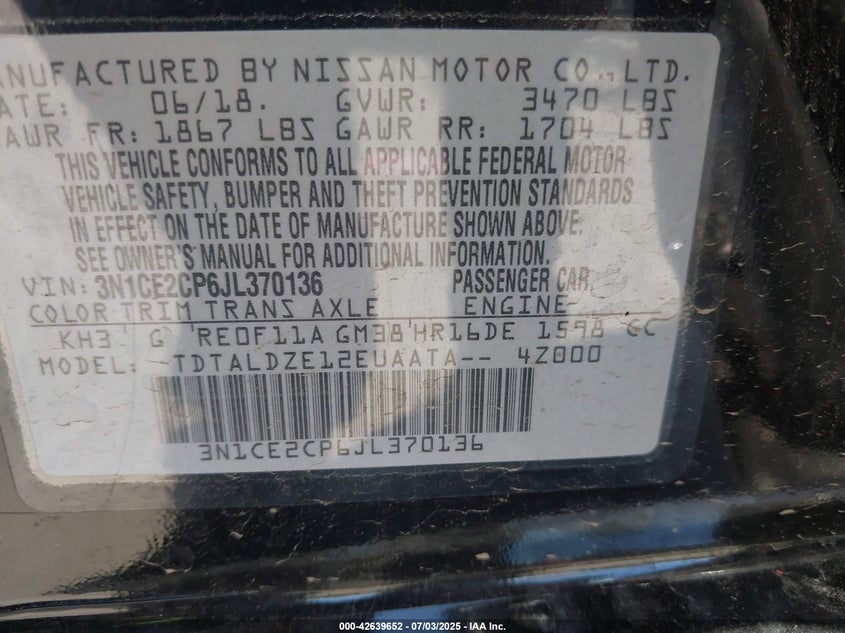 MANUFACTURED BY NISSAN MOTOR CO., LTD.
DATE: 06/18. GVWR: 3470 LBS
GAWR FR: 1867 LBS GAWR RR: 1704 LBS
THIS VEHICLE CONFORMS TO ALL APPLICABLE FEDERAL MOTOR
VEHICLE SAFETY, BUMPER AND THEFT PREVENTION STANDARDS
IN EFFECT ON THE DATE OF MANUFACTURE SHOWN ABOVE.
SEE OWNER'S MANUAL FOR ADDITIONAL INFORMATION.
VIN: 3N1CE2CP6JL370136 PASSENGER CAR.
COLOR TRIM TRANS AXLE ENGINE
KH3 G RE0F11A GM38 HR16DE 1598 CC
MODEL: TDTALDZE12EUAATA-- 4Z000
3N1CE2CP6JL370136
000-42639652 - 07/03/2025 - IAA Inc.